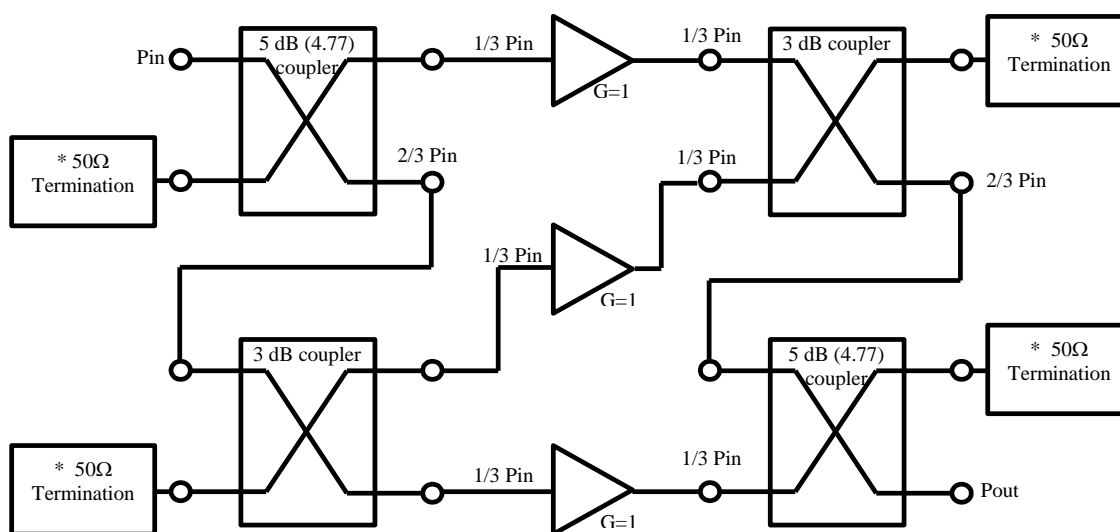 5 dB (4.77)
coupler
1/3 Pin
1/3 Pin
3 dB coupler
* 50Ω
Termination
Pin
G=1
* 50Ω
Termination
2/3 Pin
1/3 Pin
2/3 Pin
1/3 Pin
G=1
3 dB coupler
5 dB (4.77)
coupler
* 50Ω
Termination
* 50Ω
Termination
1/3 Pin
1/3 Pin
Pout
G=1